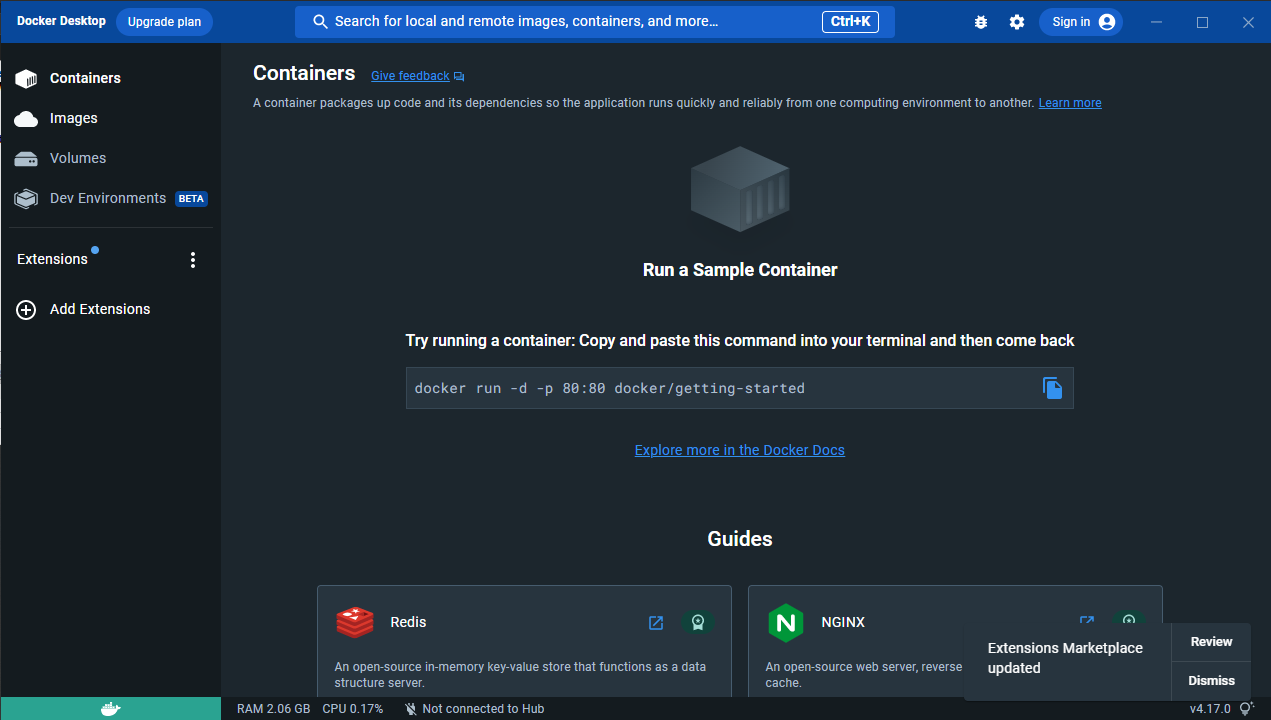 Docker Desktop
Upgrade plan
Search for local and remote images, containers, and more...
Ctrl+K
Sign in
Containers
Images
Volumes
Dev Environments BETA
Extensions
Add Extensions
Containers Give feedback
A container packages up code and its dependencies so the application runs quickly and reliably from one computing environment to another. Learn more
Run a Sample Container
Try running a container: Copy and paste this command into your terminal and then come back
docker run -d -p 80:80 docker/getting-started
Explore more in the Docker Docs
Guides
Redis
An open-source in-memory key-value store that functions as a data
structure server.
N
NGINX
An open-source web server, reverse
cache.
Extensions Marketplace
updated
Review
Dismiss
RAM 2.06 GB CPU 0.17% Not connected to Hub
v4.17.0